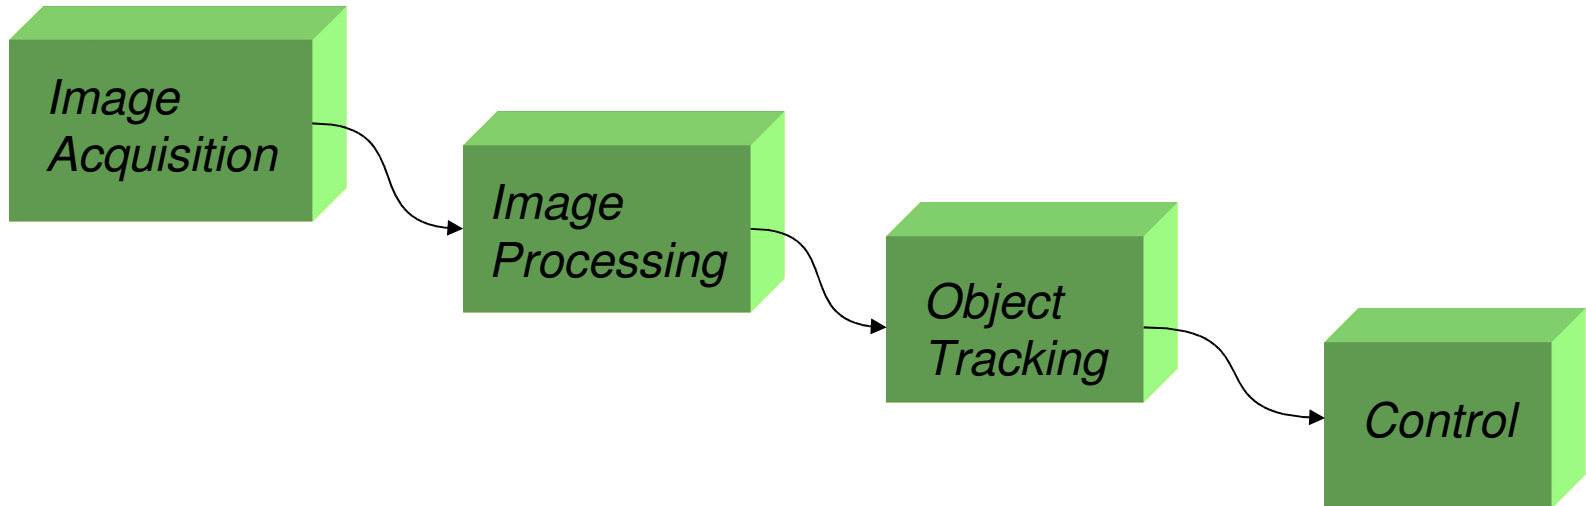 Image
Acquisition
Image
Processing
Object
Tracking
Control